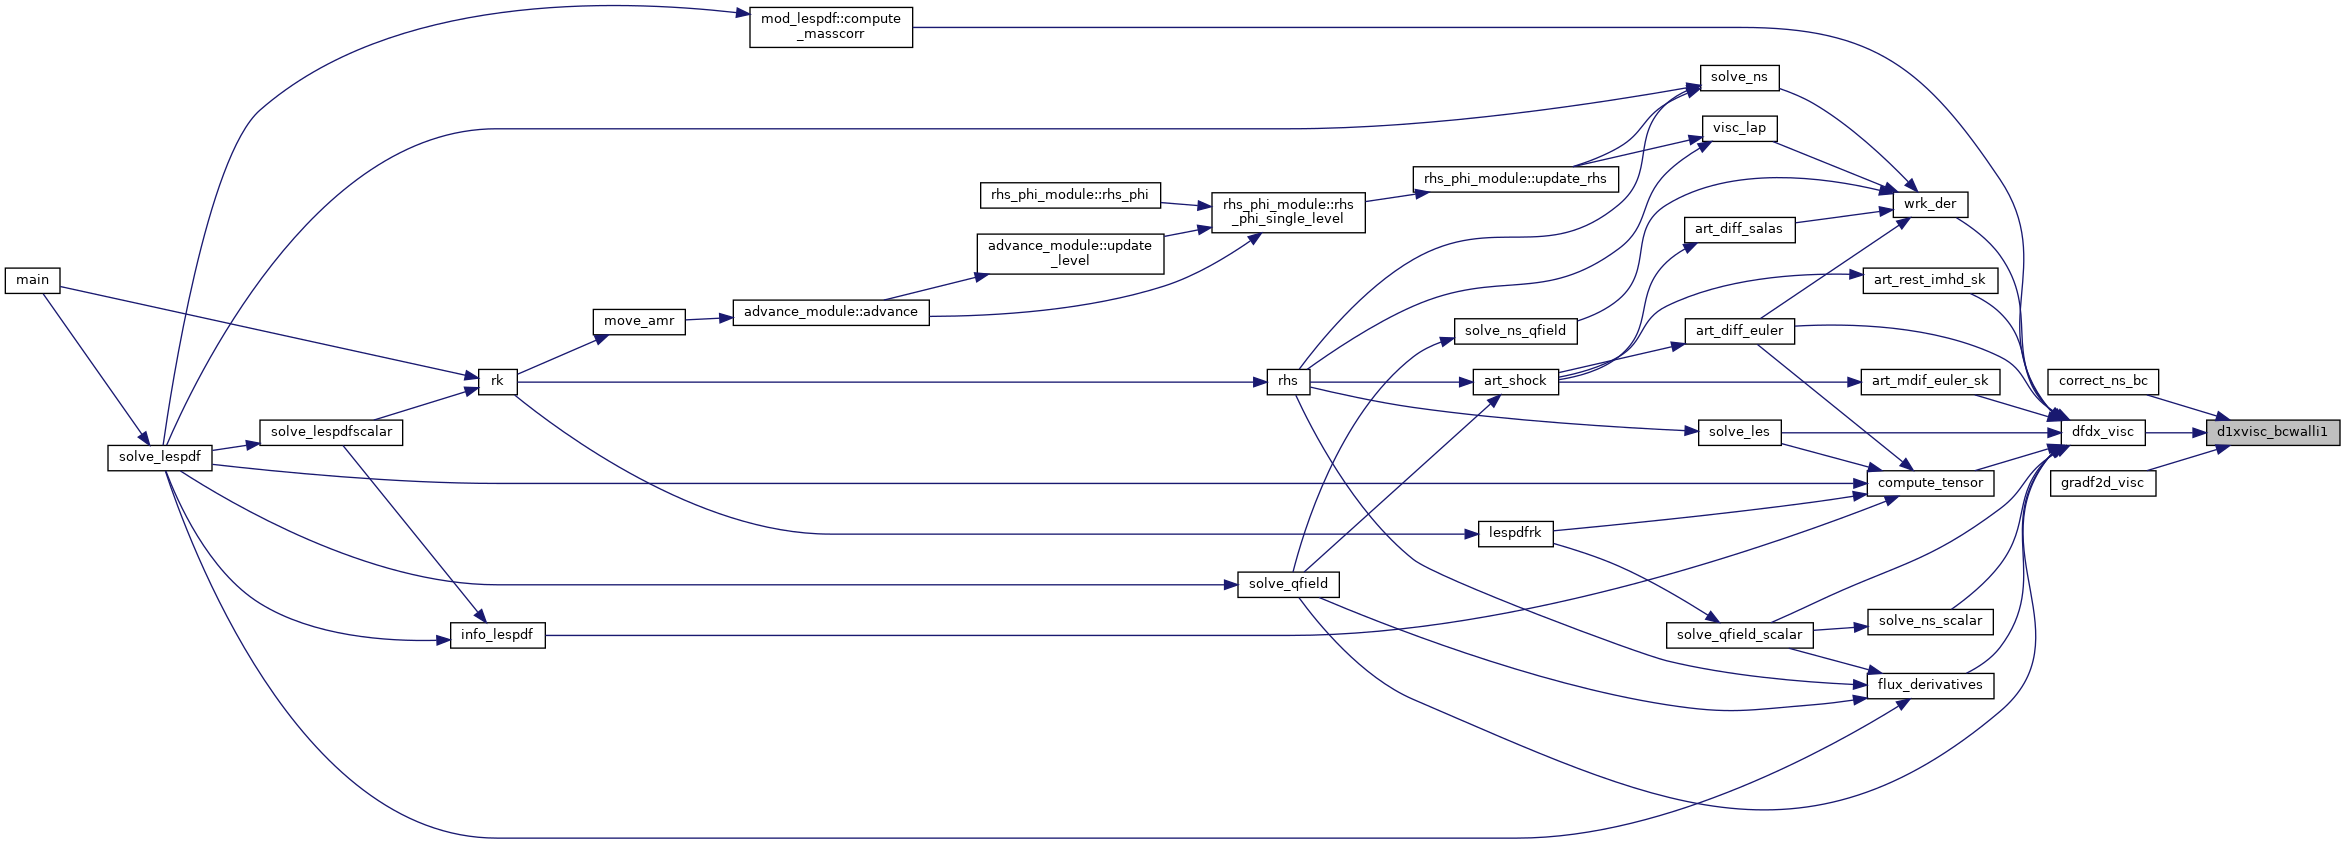 mod_lespdf::compute
_masscorr
solve_ns
visc_lap
rhs_phi_module::update_rhs
rhs_phi_module::rhs_phi
rhs_phi_module::rhs
_phi_single_level
wrk_der
art_diff_salas
advance_module::update
_level
main
art_rest_imhd_sk
advance_module::advance
move_amr
solve_ns_qfield
art_diff_euler
rk
rhs
art_shock
art_mdif_euler_sk
correct_ns_bc
solve_lespdfscalar
solve_les
dfdx_visc
d1xvisc_bcwalli1
solve_lespdf
compute_tensor
gradf2d_visc
lespdfrk
solve_qfield
info_lespdf
solve_qfield_scalar
solve_ns_scalar
flux_derivatives